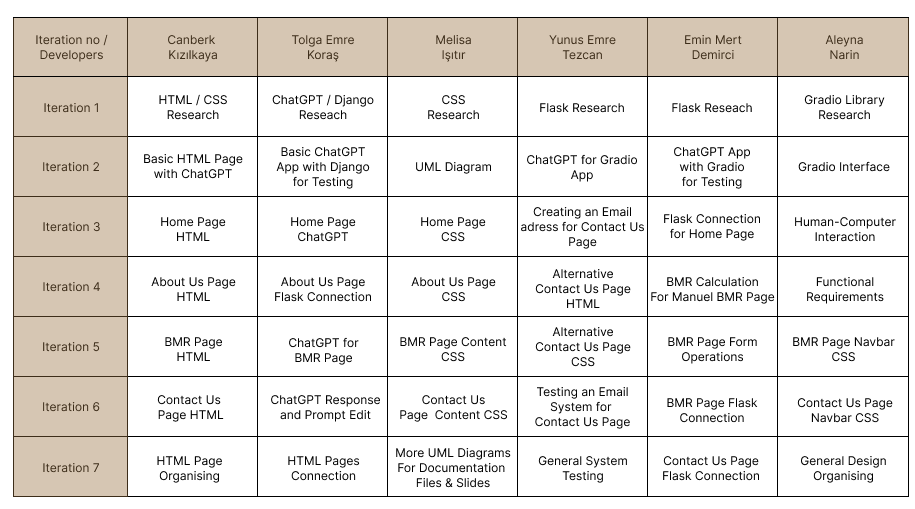 Iteration no /
Developers
Canberk
Kızılkaya
Tolga Emre
Koraş
Melisa
Işıtır
Yunus Emre
Tezcan
Emin Mert
Demirci
Aleyna
Narin
Iteration 1
HTML / CSS
Research
ChatGPT / Django
Reseach
CSS
Research
Flask Research
Flask Reseach
Gradio Library
Research
Iteration 2
Basic HTML Page
with ChatGPT
Basic ChatGPT
App with Django
for Testing
UML Diagram
ChatGPT for Gradio
App
ChatGPT App
with Gradio
for Testing
Gradio Interface
Iteration 3
Home Page
HTML
Home Page
ChatGPT
Home Page
CSS
Creating an Email
adress for Contact Us
Page
Flask Connection
for Home Page
Human-Computer
Interaction
Iteration 4
About Us Page
HTML
About Us Page
Flask Connection
About Us Page
CSS
Alternative
Contact Us Page
HTML
BMR Calculation
For Manuel BMR Page
Functional
Requirements
Iteration 5
BMR Page
HTML
ChatGPT for
BMR Page
BMR Page Content
CSS
Alternative
Contact Us Page
CSS
BMR Page Form
Operations
BMR Page Navbar
CSS
Iteration 6
Contact Us
Page HTML
ChatGPT Response
and Prompt Edit
Contact Us
Page Content CSS
Testing an Email
System for
Contact Us Page
BMR Page Flask
Connection
Contact Us Page
Navbar CSS
Iteration 7
HTML Page
Organising
HTML Pages
Connection
More UML Diagrams
For Documentation
Files & Slides
General System
Testing
Contact Us Page
Flask Connection
General Design
Organising